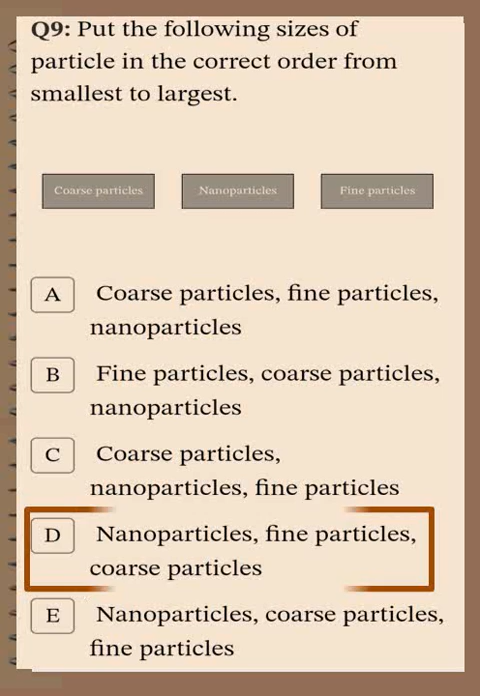 Q9: Put the following sizes of
particle in the correct order from
smallest to largest.
Coarse particles Nanoparticles Fine particles
A Coarse particles, fine particles,
nanoparticles
B Fine particles, coarse particles,
nanoparticles
C Coarse particles,
nanoparticles, fine particles
D Nanoparticles, fine particles,
coarse particles
E Nanoparticles, coarse particles,
fine particles